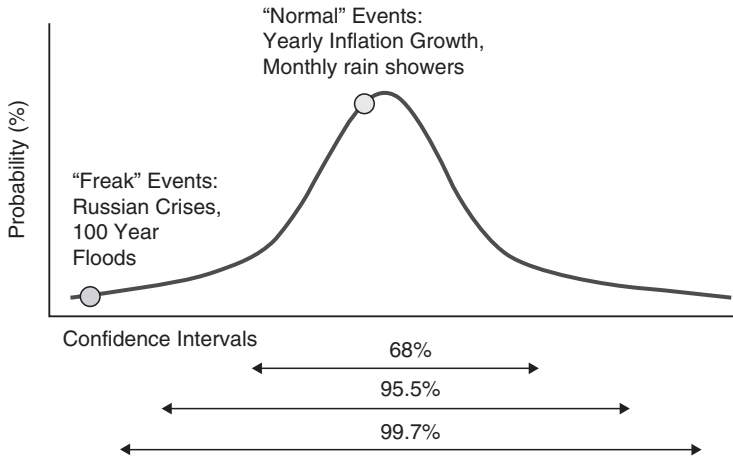 “Normal” Events:
Yearly Inflation Growth,
Monthly rain showers
Probability (%)
“Freak” Events:
Russian Crises,
100 Year
Floods
Confidence Intervals
68%
95.5%
99.7%